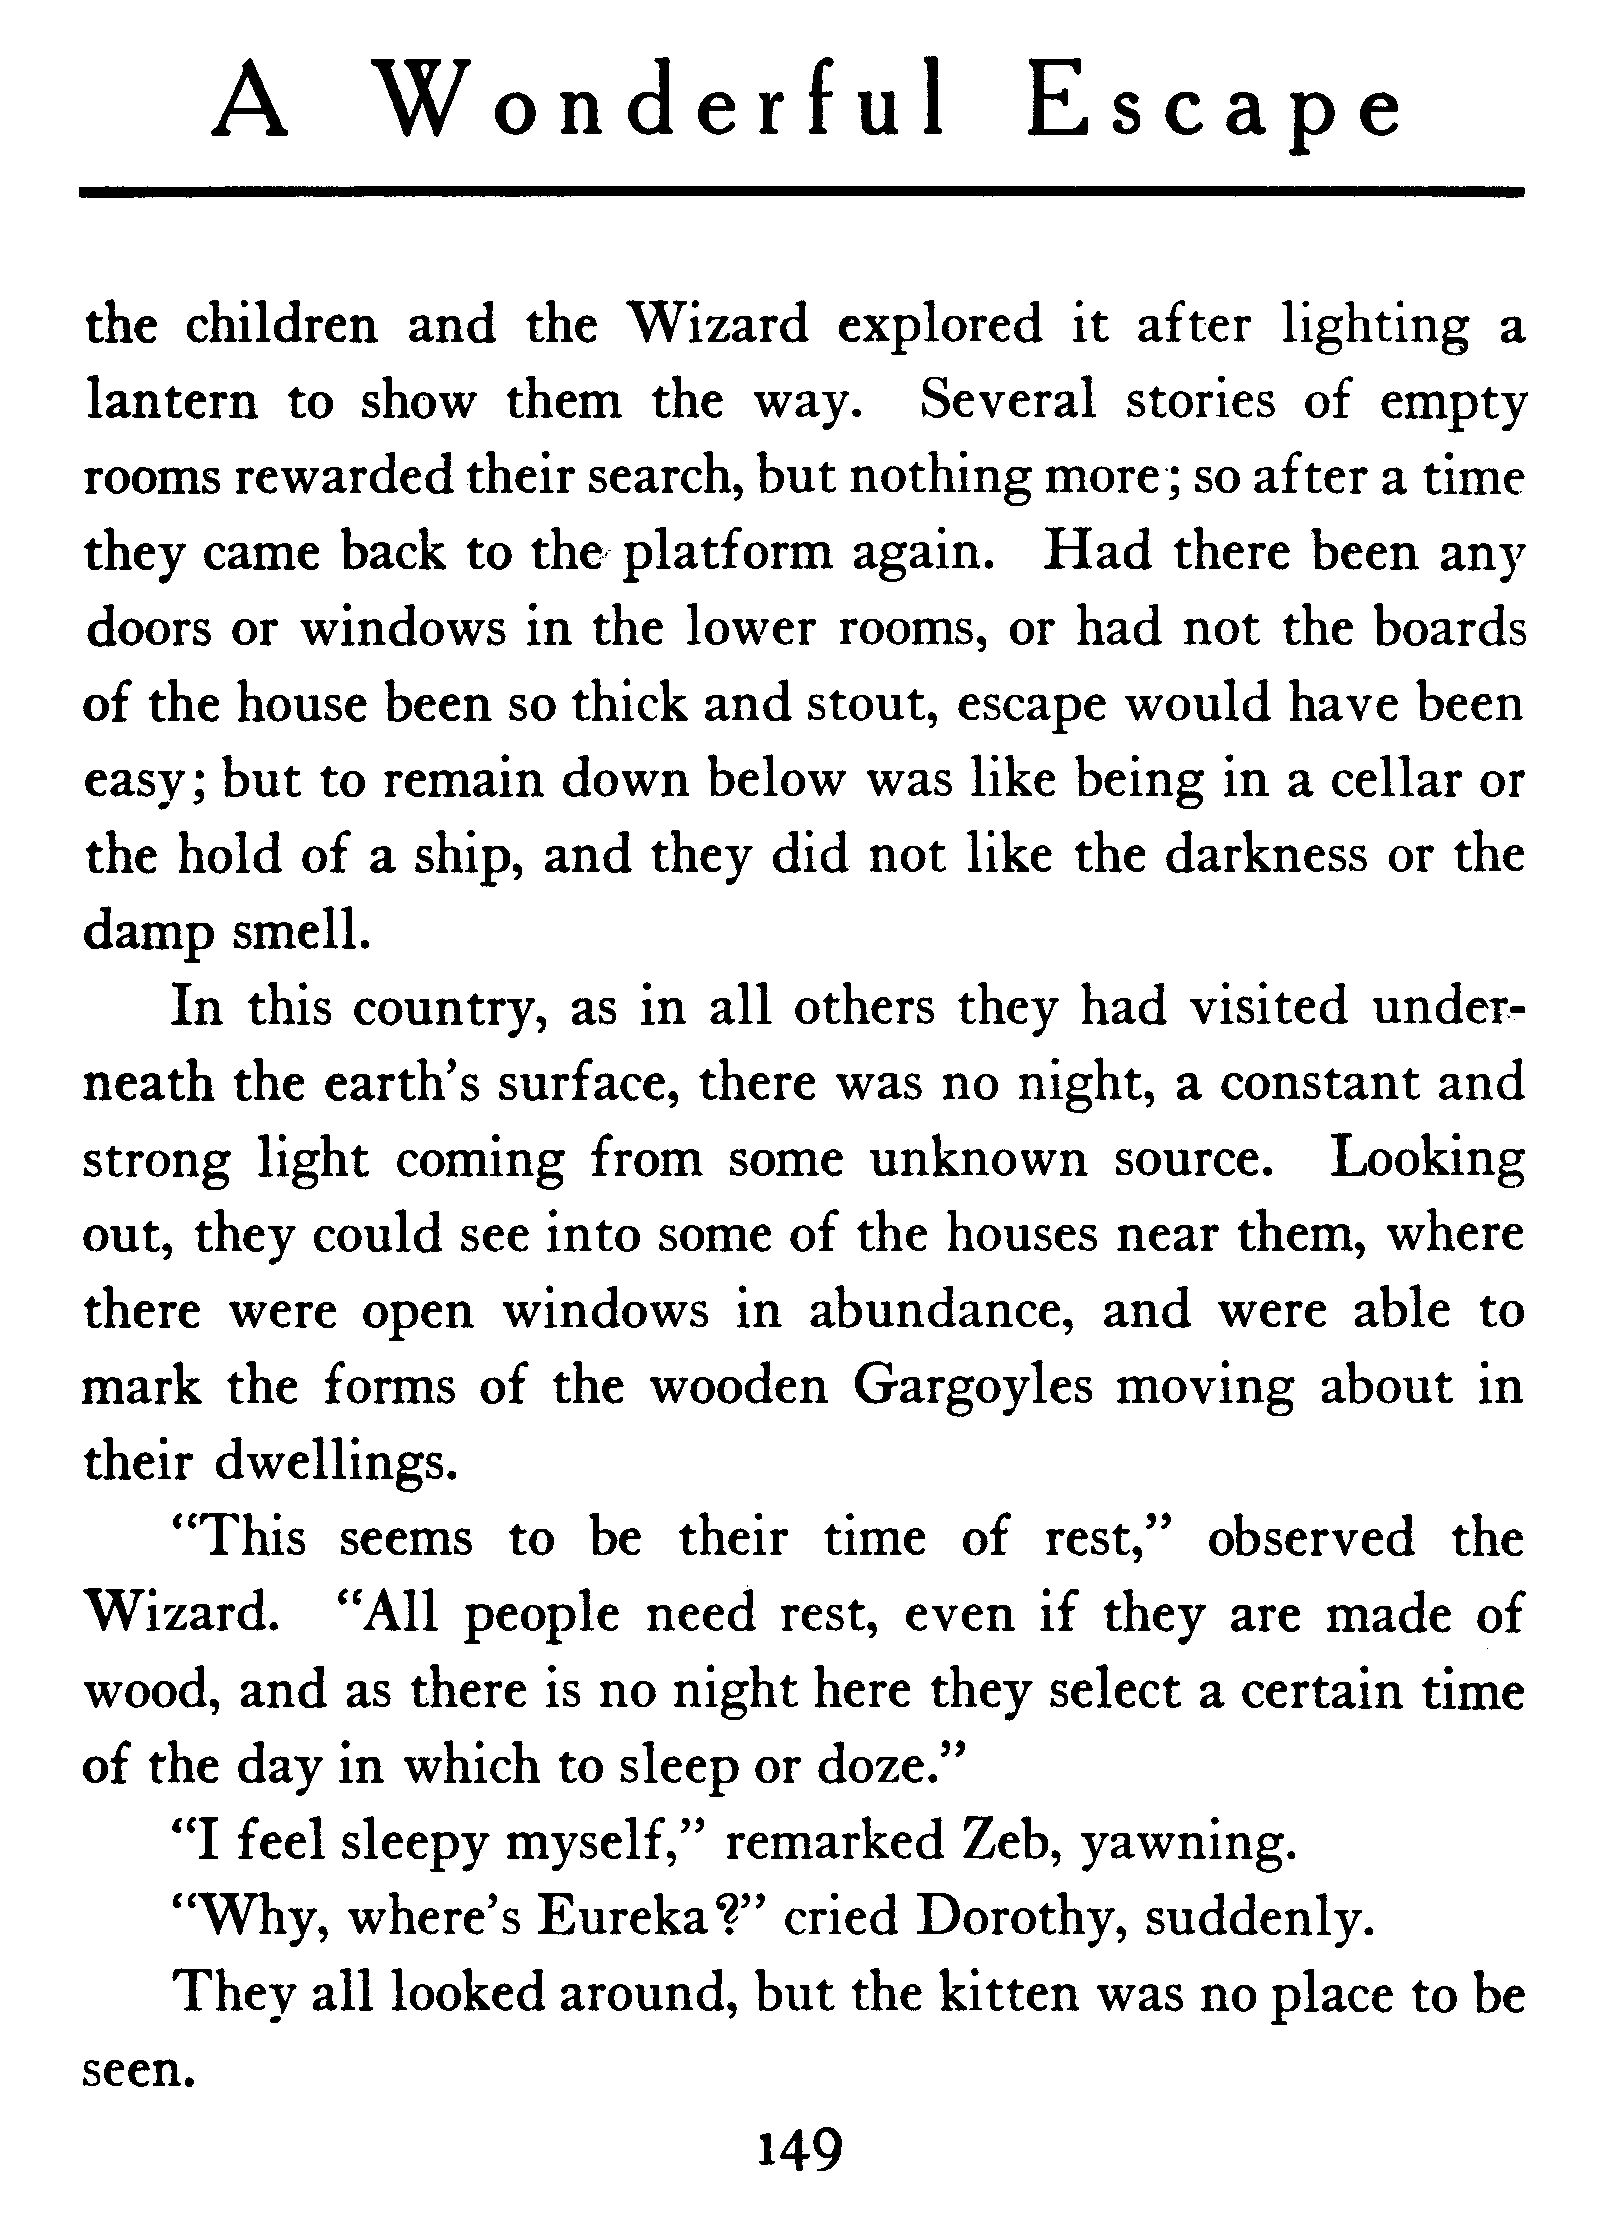 A Wonderful Escape
the children and the Wizard explored it after lighting a
lantern to show them the way. Several stories of empty
rooms rewarded their search, but nothing more; so after a time
they came back to the platform again. Had there been any
doors or windows in the lower rooms, or had not the boards
of the house been so thick and stout, escape would have been
easy; but to remain down below was like being in a cellar or
the hold of a ship, and they did not like the darkness or the
damp smell.
In this country, as in all others they had visited under-
neath the earth's surface, there was no night, a constant and
strong light coming from some unknown source. Looking
out, they could see into some of the houses near them, where
there were open windows in abundance, and were able to
mark the forms of the wooden Gargoyles moving about in
their dwellings.
“This seems to be their time of rest,” observed the
Wizard. “All people need rest, even if they are made of
wood, and as there is no night here they select a certain time
of the day in which to sleep or doze.”
“I feel sleepy myself,” remarked Zeb, yawning.
“Why, where's Eureka?” cried Dorothy, suddenly.
They all looked around, but the kitten was no place to be
seen.
149